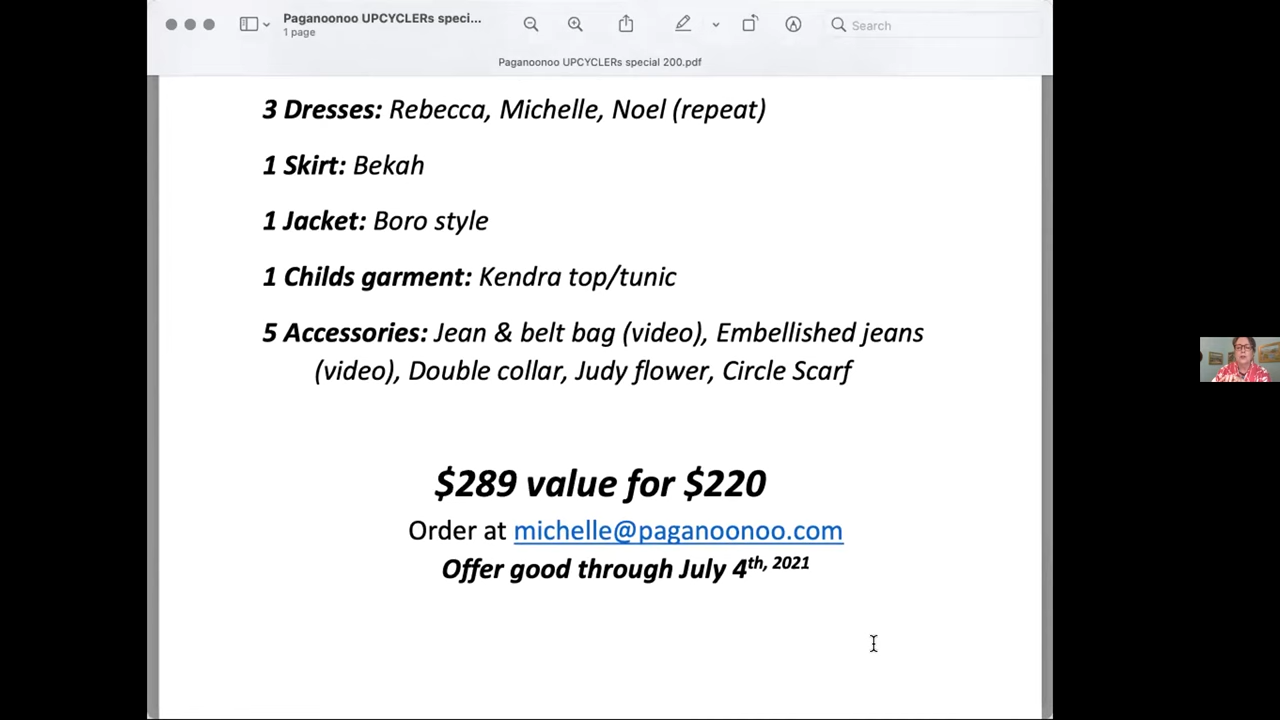 Paganoonoo UPCYCLERs speci...
1 page
Search
Paganoonoo UPCYCLERs special 200.pdf
3 Dresses: Rebecca, Michelle, Noel (repeat)
1 Skirt: Bekah
1 Jacket: Boro style
1 Childs garment: Kendra top/tunic
5 Accessories: Jean & belt bag (video), Embellished jeans
(video), Double collar, Judy flower, Circle Scarf
$289 value for $220
Order at michelle@paganoonoo.com
Offer good through July 4th, 2021